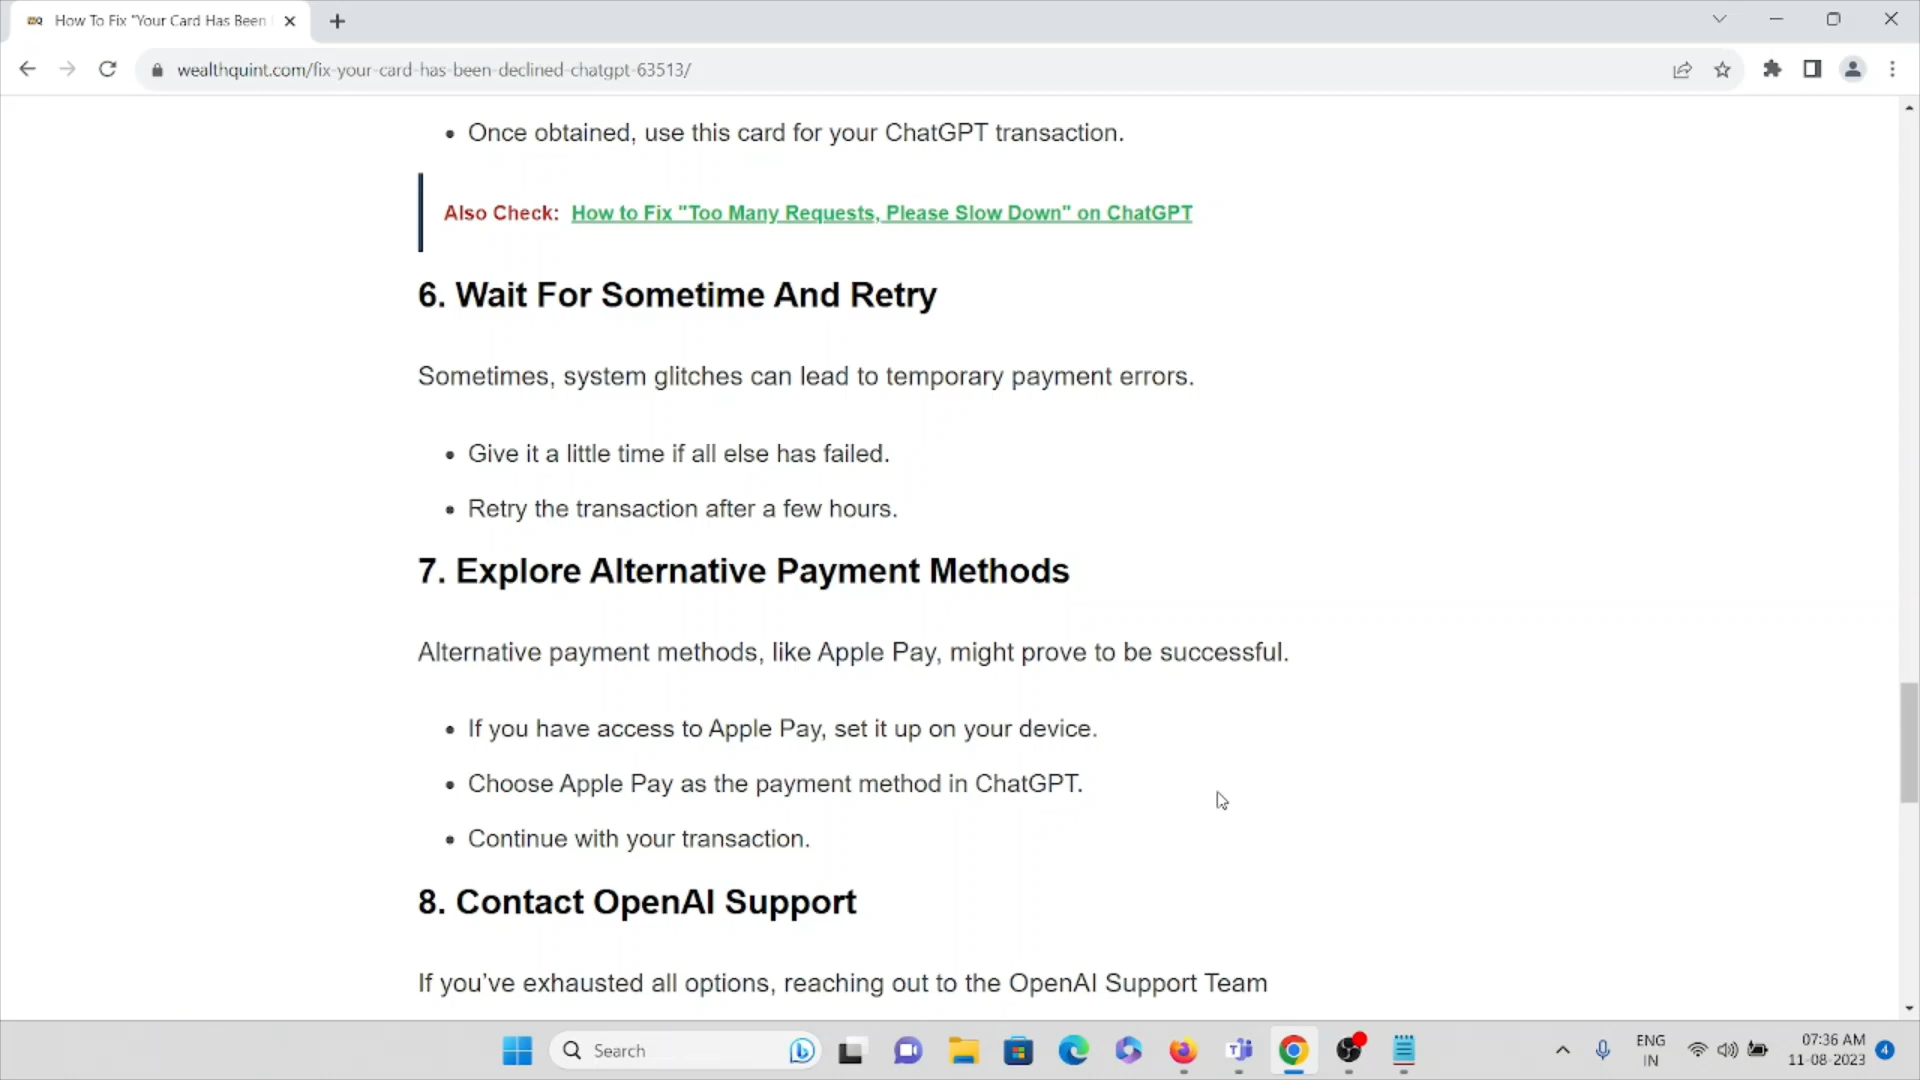 How To Fix "Your Card Has Been
wealthquint.com/fix-your-card-has-been-declined-chatgpt-63513/
• Once obtained, use this card for your ChatGPT transaction.
Also Check: How to Fix "Too Many Requests, Please Slow Down" on ChatGPT
6. Wait For Sometime And Retry
Sometimes, system glitches can lead to temporary payment errors.
• Give it a little time if all else has failed.
• Retry the transaction after a few hours.
7. Explore Alternative Payment Methods
Alternative payment methods, like Apple Pay, might prove to be successful.
• If you have access to Apple Pay, set it up on your device.
• Choose Apple Pay as the payment method in ChatGPT.
• Continue with your transaction.
8. Contact OpenAI Support
If you’ve exhausted all options, reaching out to the OpenAI Support Team
Search
ENG
IN
07:36 AM
11-08-2023
4